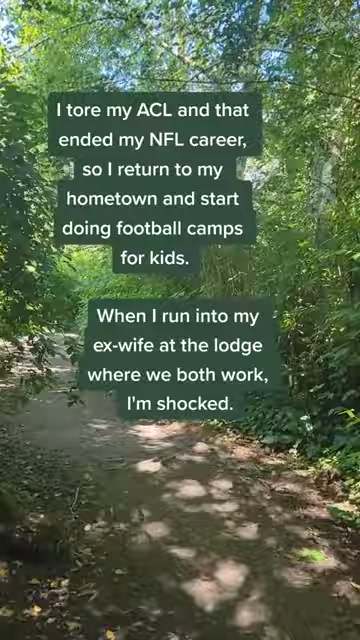 I tore my ACL and that
ended my NFL career,
so I return to my
hometown and start
doing football camps
for kids.
When I run into my
ex-wife at the lodge
where we both work,
I'm shocked.